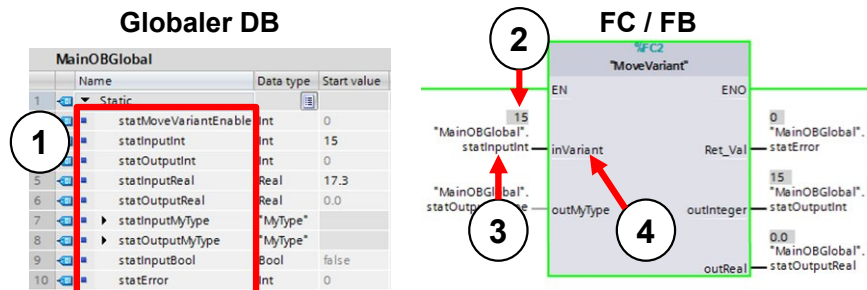 Globaler DB
FC / FB
MainOBGlobal
Name Data type Start value
1 Static
statMoveVariantEnable Int 0
statInputInt Int 15
statOutputInt Int 0
5 statInputReal Real 17.3
6 statOutputReal Real 0.0
7 statInputMyType "MyType"
8 statOutputMyType "MyType"
9 statInputBool Bool false
10 statError Int 0
1
2
%FC2
"MoveVariant"
EN ENO
15
"MainOBGlobal".
statInputInt
inVariant
0
"MainOBGlobal".
Ret_Val statError
"MainOBGlobal".
outMyType
15
"MainOBGlobal".
outInteger statOutputInt
3
4
0.0
"MainOBGlobal".
outReal statOutputReal